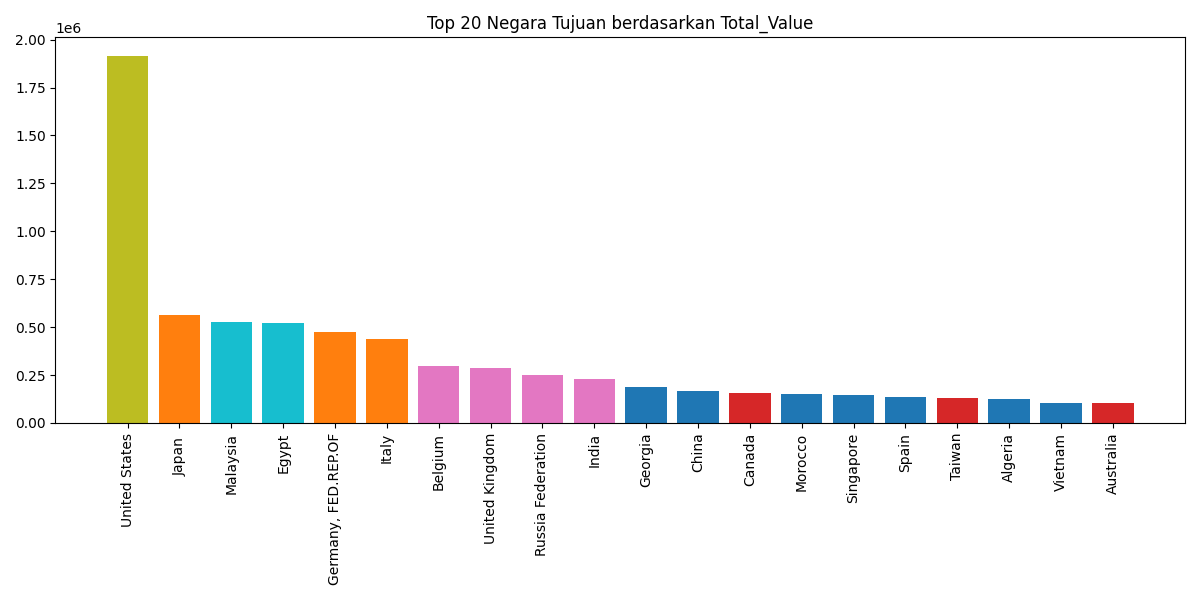 Top 20 Negara Tujuan berdasarkan Total_Value
1e6
2.00
1.75
1.50
1.25
1.00
0.75
0.50
0.25
0.00
United States
Japan
Malaysia
Egypt
Germany, FED.REP.OF
Italy
Belgium
United Kingdom
Russia Federation
India
Georgia
China
Canada
Morocco
Singapore
Spain
Taiwan
Algeria
Vietnam
Australia